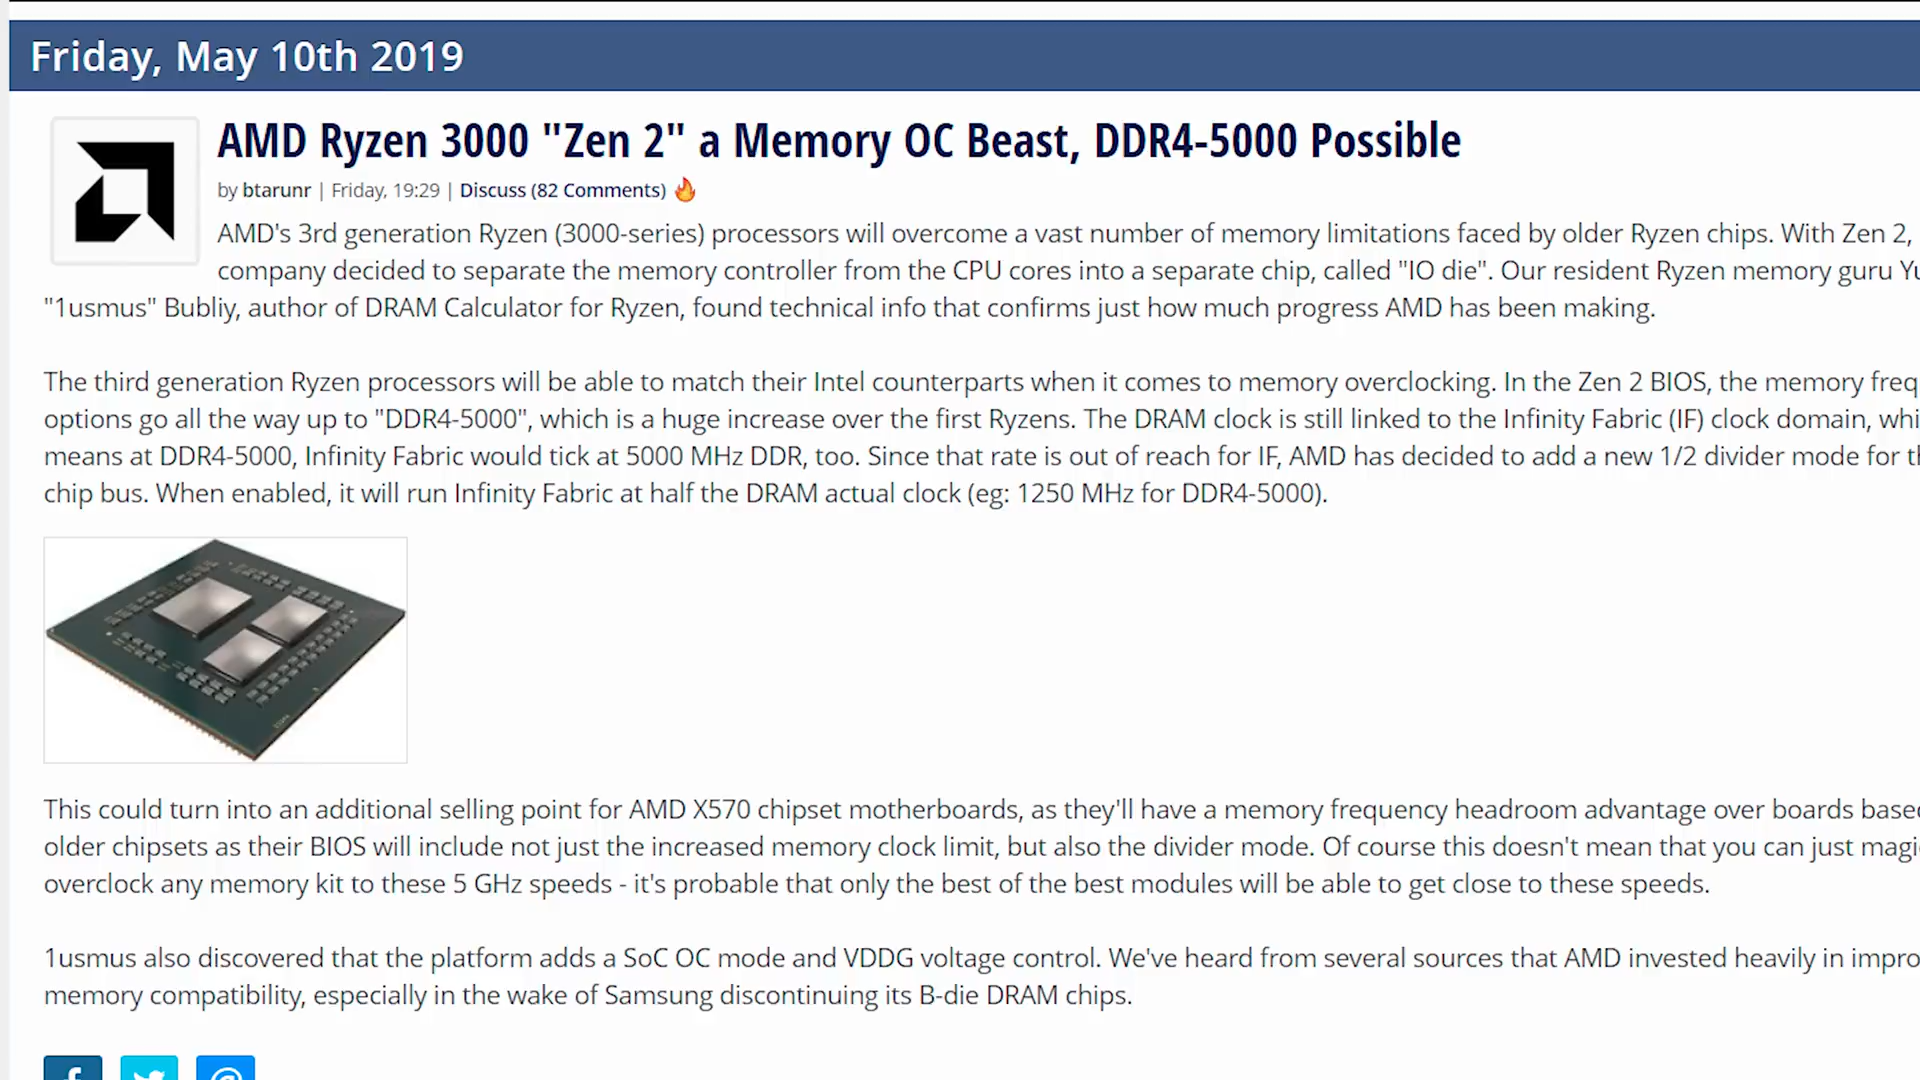 Friday, May 10th 2019
AMD Ryzen 3000 "Zen 2" a Memory OC Beast, DDR4-5000 Possible
by btarunr | Friday, 19:29 | Discuss (82 Comments)
AMD's 3rd generation Ryzen (3000-series) processors will overcome a vast number of memory limitations faced by older Ryzen chips. With Zen 2,
company decided to separate the memory controller from the CPU cores into a separate chip, called "IO die". Our resident Ryzen memory guru
"1usmus" Bubliy, author of DRAM Calculator for Ryzen, found technical info that confirms just how much progress AMD has been making.
The third generation Ryzen processors will be able to match their Intel counterparts when it comes to memory overclocking. In the Zen 2 BIOS, the memory freq
options go all the way up to "DDR4-5000", which is a huge increase over the first Ryzens. The DRAM clock is still linked to the Infinity Fabric (IF) clock domain, whi
means at DDR4-5000, Infinity Fabric would tick at 5000 MHz DDR, too. Since that rate is out of reach for IF, AMD has decided to add a new 1/2 divider mode for
chip bus. When enabled, it will run Infinity Fabric at half the DRAM actual clock (eg: 1250 MHz for DDR4-5000).
This could turn into an additional selling point for AMD X570 chipset motherboards, as they'll have a memory frequency headroom advantage over boards base
older chipsets as their BIOS will include not just the increased memory clock limit, but also the divider mode. Of course this doesn't mean that you can just magi
overclock any memory kit to these 5 GHz speeds - it's probable that only the best of the best modules will be able to get close to these speeds.
1usmus also discovered that the platform adds a SoC OC mode and VDDG voltage control. We've heard from several sources that AMD invested heavily in impro
memory compatibility, especially in the wake of Samsung discontinuing its B-die DRAM chips.